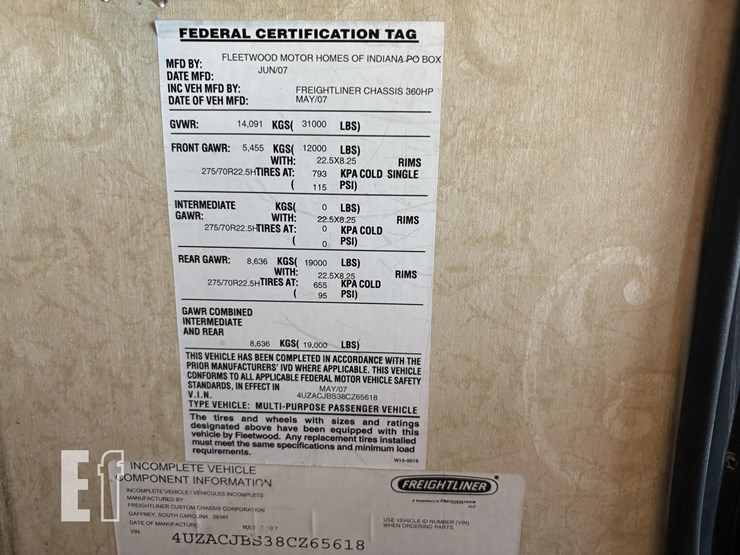 FEDERAL CERTIFICATION TAG
MFD BY: FLEETWOOD MOTOR HOMES OF INDIANA PO BOX
DATE MFD: JUN/07
INC VEH MFD BY: FREIGHTLINER CHASSIS 360HP
DATE OF VEH MFD: MAY/07
GVWR: 14,091 KGS( 31000 LBS)
FRONT GAWR: 5,455 KGS( 12000 LBS)
WITH: 22.5X8.25 RIMS
275/70R22.5H TIRES AT: 793 KPA COLD SINGLE
( 115 PSI)
INTERMEDIATE KGS( 0 LBS)
GAWR: WITH: 22.5X8.25 RIMS
275/70R22.5H TIRES AT: 0 KPA COLD
( 0 PSI)
REAR GAWR: 8,636 KGS( 19000 LBS)
WITH: 22.5X8.25 RIMS
275/70R22.5H TIRES AT: 655 KPA COLD
( 95 PSI)
GAWR COMBINED
INTERMEDIATE
AND REAR
8,636 KGS( 19,000 LBS)
THIS VEHICLE HAS BEEN COMPLETED IN ACCORDANCE WITH THE
PRIOR MANUFACTURERS' IVD WHERE APPLICABLE. THIS VEHICLE
CONFORMS TO ALL APPLICABLE FEDERAL MOTOR VEHICLE SAFETY
STANDARDS, IN EFFECT IN MAY/07
V.I.N. 4UZACJBS38CZ65618
TYPE VEHICLE: MULTI-PURPOSE PASSENGER VEHICLE
The tires and wheels with sizes and ratings
designated above have been equipped with this
vehicle by Fleetwood. Any replacement tires installed
must meet the same specifications and minimum load
requirements.
W15-0016
Ef
INCOMPLETE VEHICLE
COMPONENT INFORMATION
FREIGHTLINER
INCOMPLETE VEHICLE / VEHICULES INCOMPLETS
MANUFACTURED BY
FREIGHTLINER CUSTOM CHASSIS CORPORATION
GAFFNEY, SOUTH CAROLINA 29341
DATE OF MANUFACTURE MAY 2007
USE VEHICLE ID NUMBER (VIN)
WHEN ORDERING PARTS.
VIN: 4UZACJBS38CZ65618